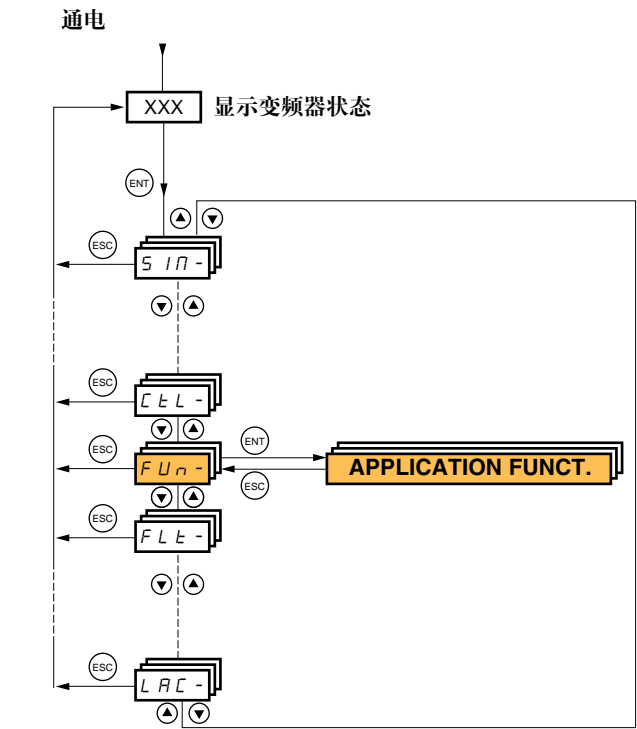 通电
XXX 显示变频器状态
ENT
ESC
SIM-
ESC
CtL-
ESC
ENT
FUn-
APPLICATION FUNCT.
ESC
ESC
FLt-
ESC
LAC-